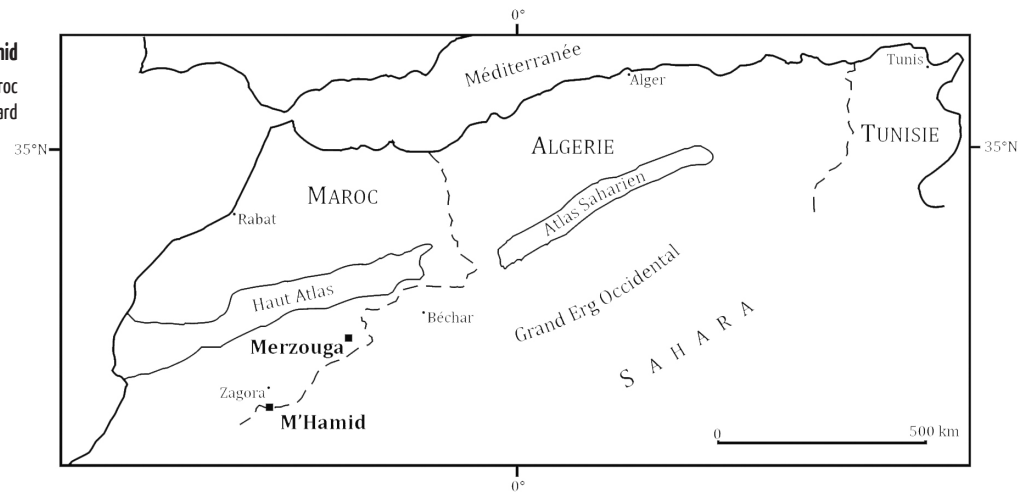 0°
Méditerranée
Tunis
Alger
35°N
ALGERIE
TUNISIE
35°N
MAROC
Atlas Saharien
Rabat
Haut Atlas
Grand Erg Occidental
Béchar
Merzouga
SAHARA
Zagora
M'Hamid
0
500 km
0°